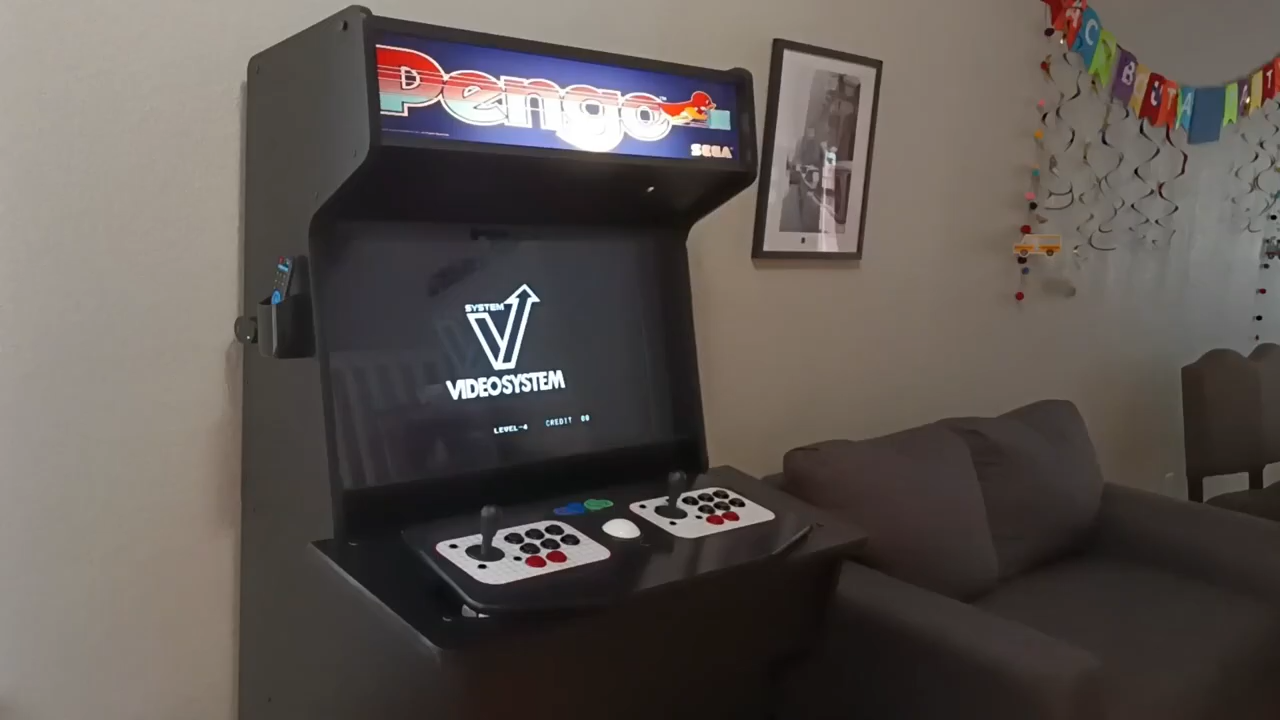 Pengo
SEGA
SYSTEM
V
VIDEOSYSTEM
LEVEL-4 CREDIT 00